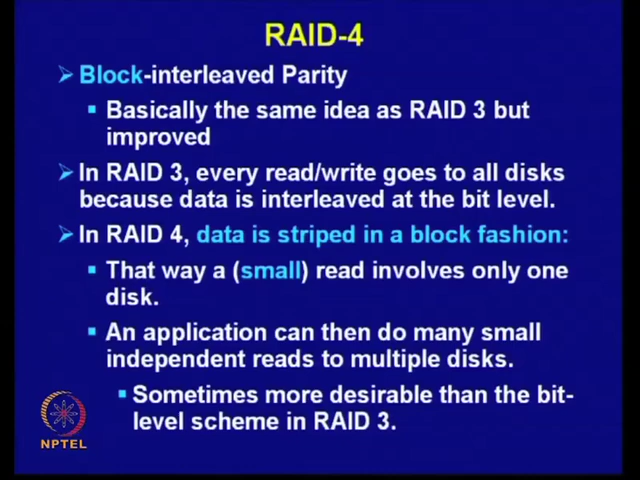 RAID-4
Block-interleaved Parity
Basically the same idea as RAID 3 but
improved
In RAID 3, every read/write goes to all disks
because data is interleaved at the bit level.
In RAID 4, data is striped in a block fashion:
That way a (small) read involves only one
disk.
An application can then do many small
independent reads to multiple disks.
Sometimes more desirable than the bit-
level scheme in RAID 3.
NPTEL